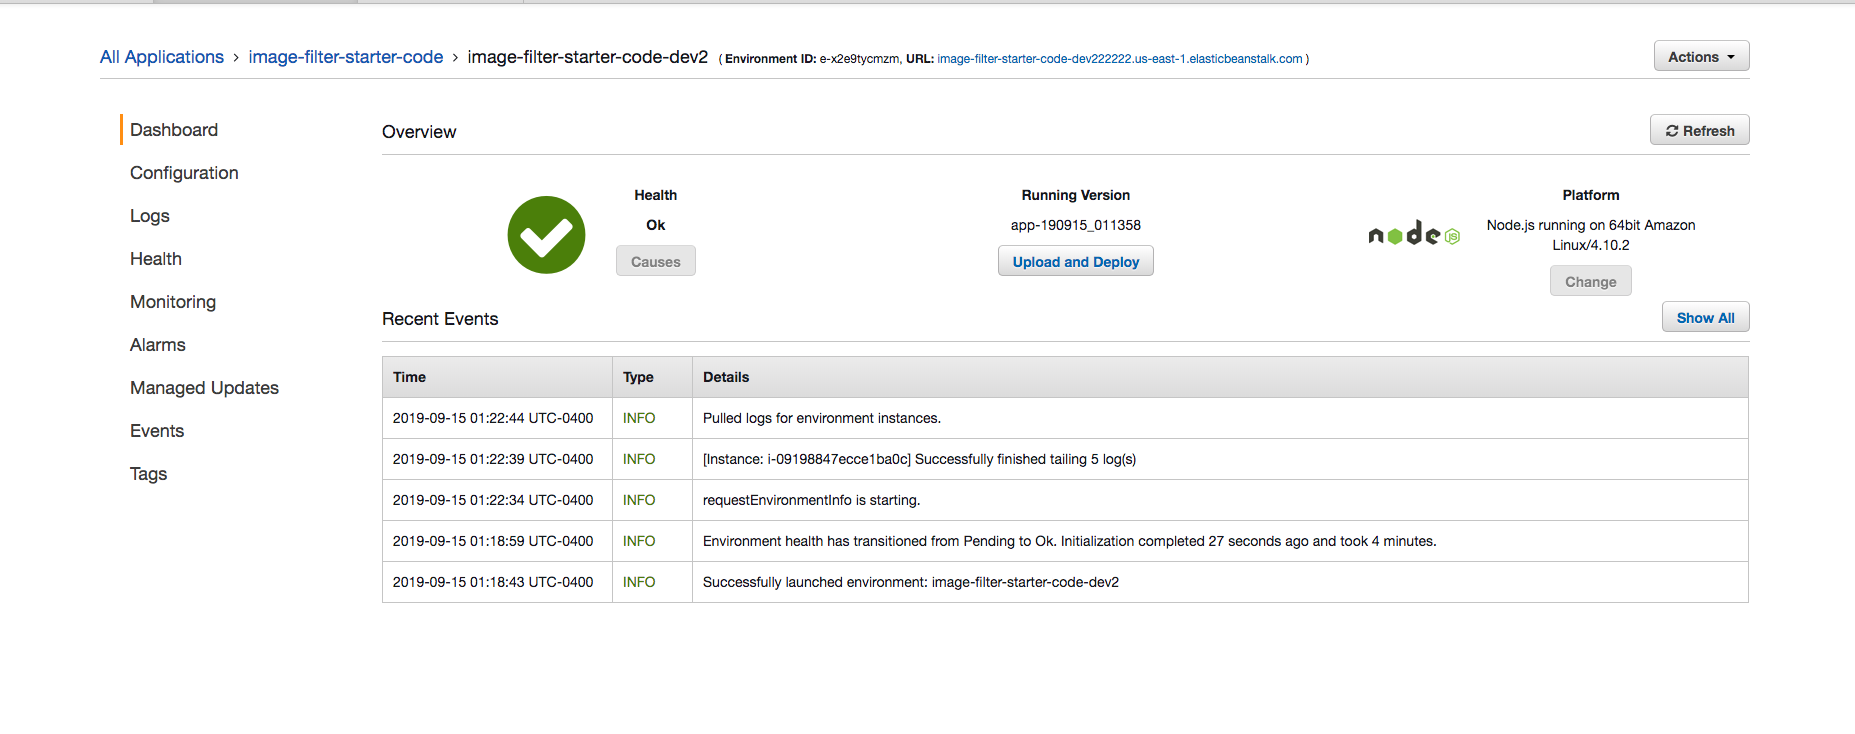 All Applications › image-filter-starter-code › image-filter-starter-code-dev2 ( Environment ID: e-x2e9tycmzm, URL: image-filter-starter-code-dev222222.us-east-1.elasticbeanstalk.com )
Actions
Dashboard
Configuration
Logs
Health
Monitoring
Alarms
Managed Updates
Events
Tags
Overview
Refresh
Health
Ok
Causes
Running Version
app-190915_011358
Upload and Deploy
node JS
Platform
Node.js running on 64bit Amazon
Linux/4.10.2
Change
Recent Events
Show All
Time Type Details
2019-09-15 01:22:44 UTC-0400 INFO Pulled logs for environment instances.
2019-09-15 01:22:39 UTC-0400 INFO [Instance: i-09198847ecce1ba0c] Successfully finished tailing 5 log(s)
2019-09-15 01:22:34 UTC-0400 INFO requestEnvironmentInfo is starting.
2019-09-15 01:18:59 UTC-0400 INFO Environment health has transitioned from Pending to Ok. Initialization completed 27 seconds ago and took 4 minutes.
2019-09-15 01:18:43 UTC-0400 INFO Successfully launched environment: image-filter-starter-code-dev2